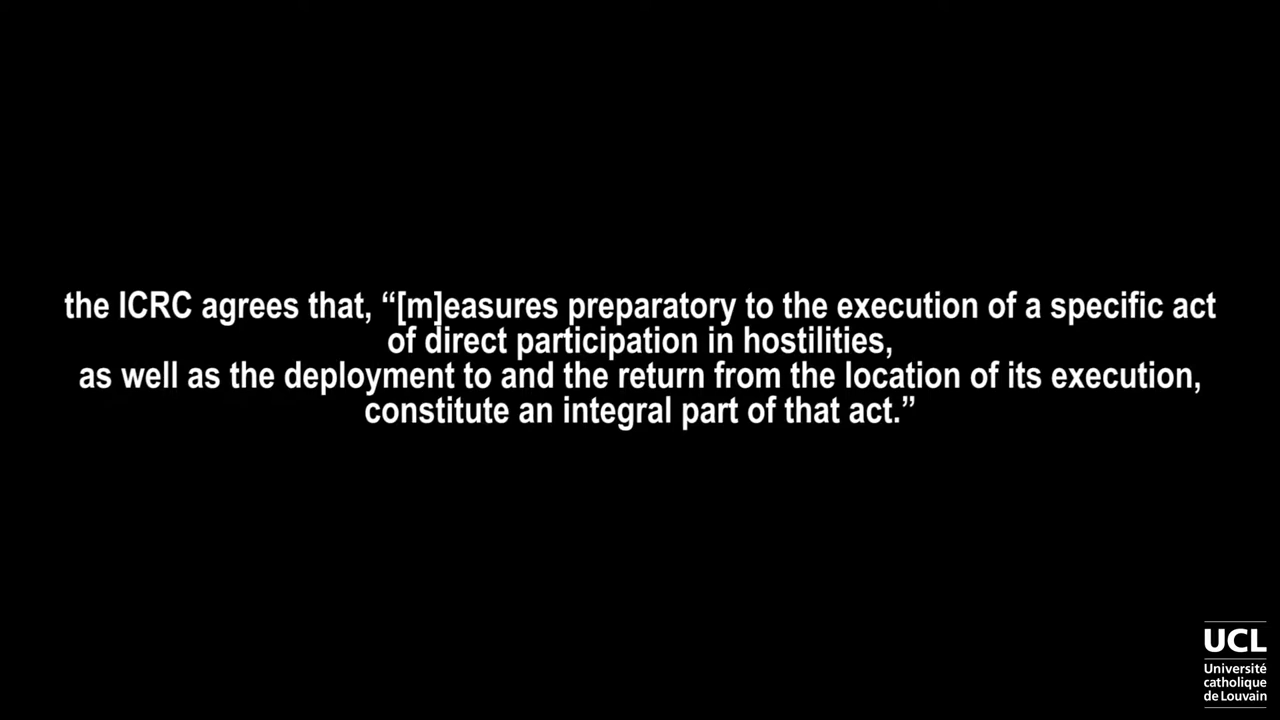 the ICRC agrees that, “[m]easures preparatory to the execution of a specific act
of direct participation in hostilities,
as well as the deployment to and the return from the location of its execution,
constitute an integral part of that act.”
UCL
Université
catholique
de Louvain